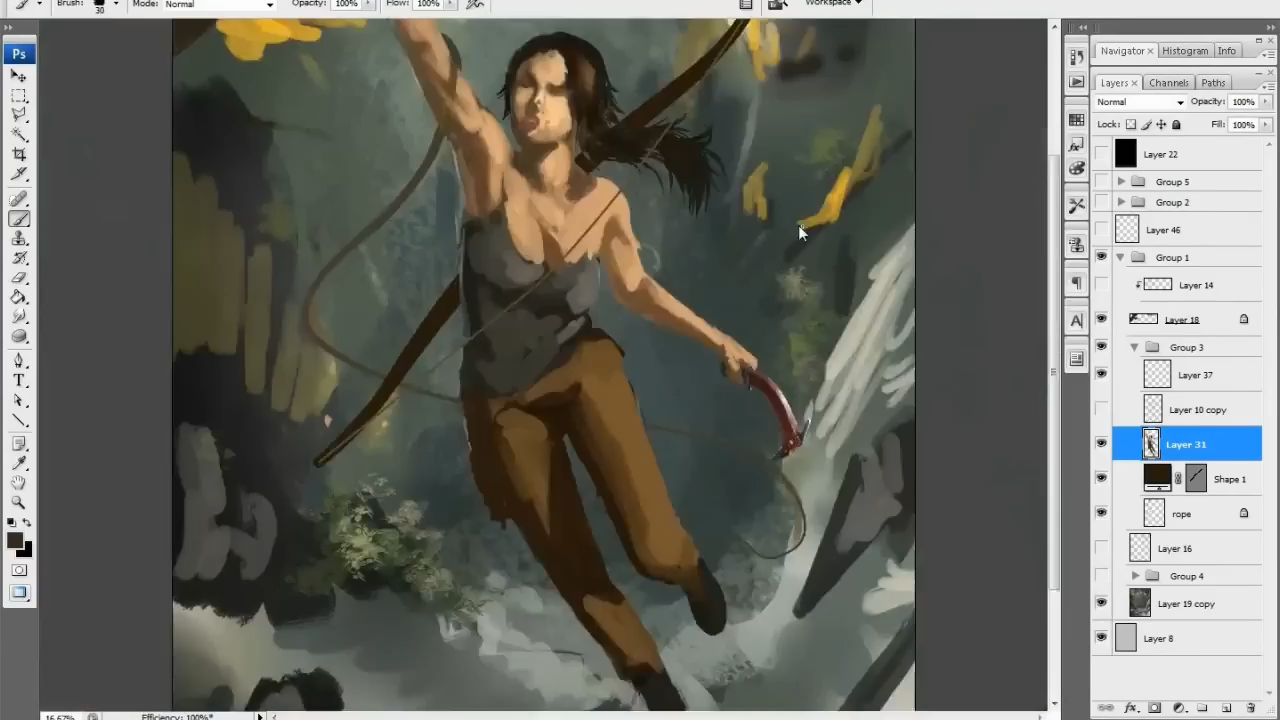 Brush: 30 Mode: Normal Opacity: 100% Flow: 100% Workspace
Ps
Navigator Histogram Info
Layers Channels Paths
Normal Opacity: 100%
Lock: Fill: 100%
Layer 22
Group 5
Group 2
Layer 46
Group 1
Layer 14
Layer 18
Group 3
Layer 37
Layer 10 copy
Layer 31
Shape 1
rope
Layer 16
Group 4
Layer 19 copy
Layer 8
16.67% Efficiency: 100%*